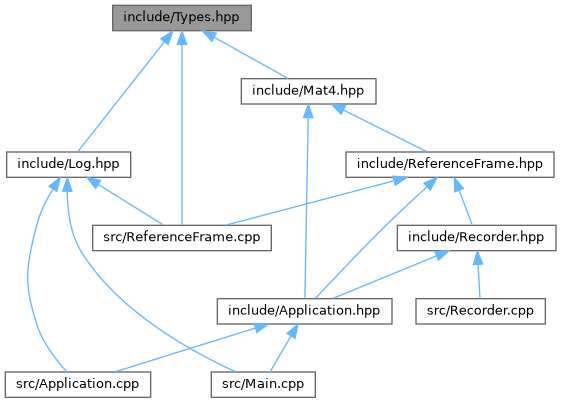 include/Types.hpp
include/Mat4.hpp
include/Log.hpp
include/ReferenceFrame.hpp
src/ReferenceFrame.cpp
include/Recorder.hpp
include/Application.hpp
src/Recorder.cpp
src/Application.cpp
src/Main.cpp